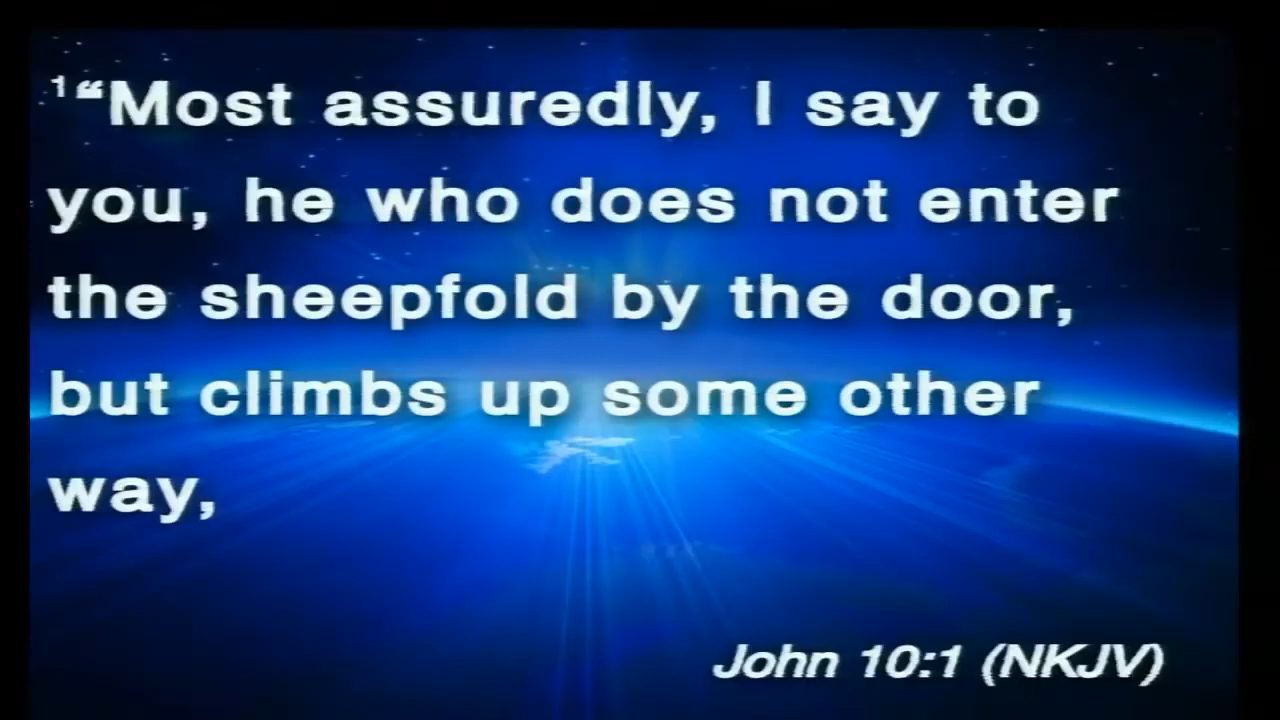 ¹“Most assuredly, I say to
you, he who does not enter
the sheepfold by the door,
but climbs up some other
way,
John 10:1 (NKJV)